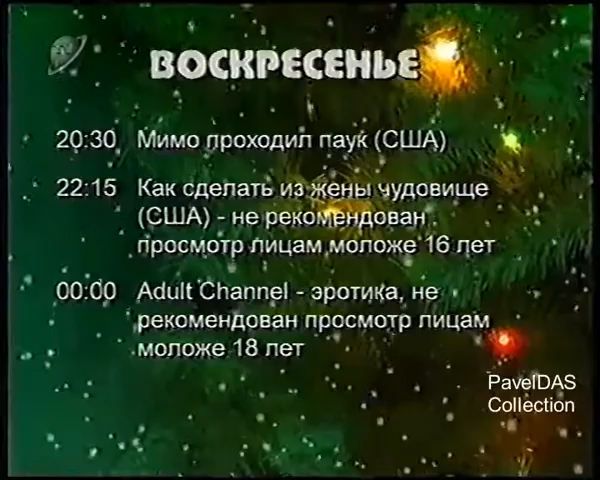 ВОСКРЕСЕНЬЕ
20:30 Мимо проходил паук (США)
22:15 Как сделать из жены чудовище
(США) - не рекомендован
просмотр лицам моложе 16 лет
00:00 Adult Channel - эротика, не
рекомендован просмотр лицам
моложе 18 лет
PavelDAS
Collection